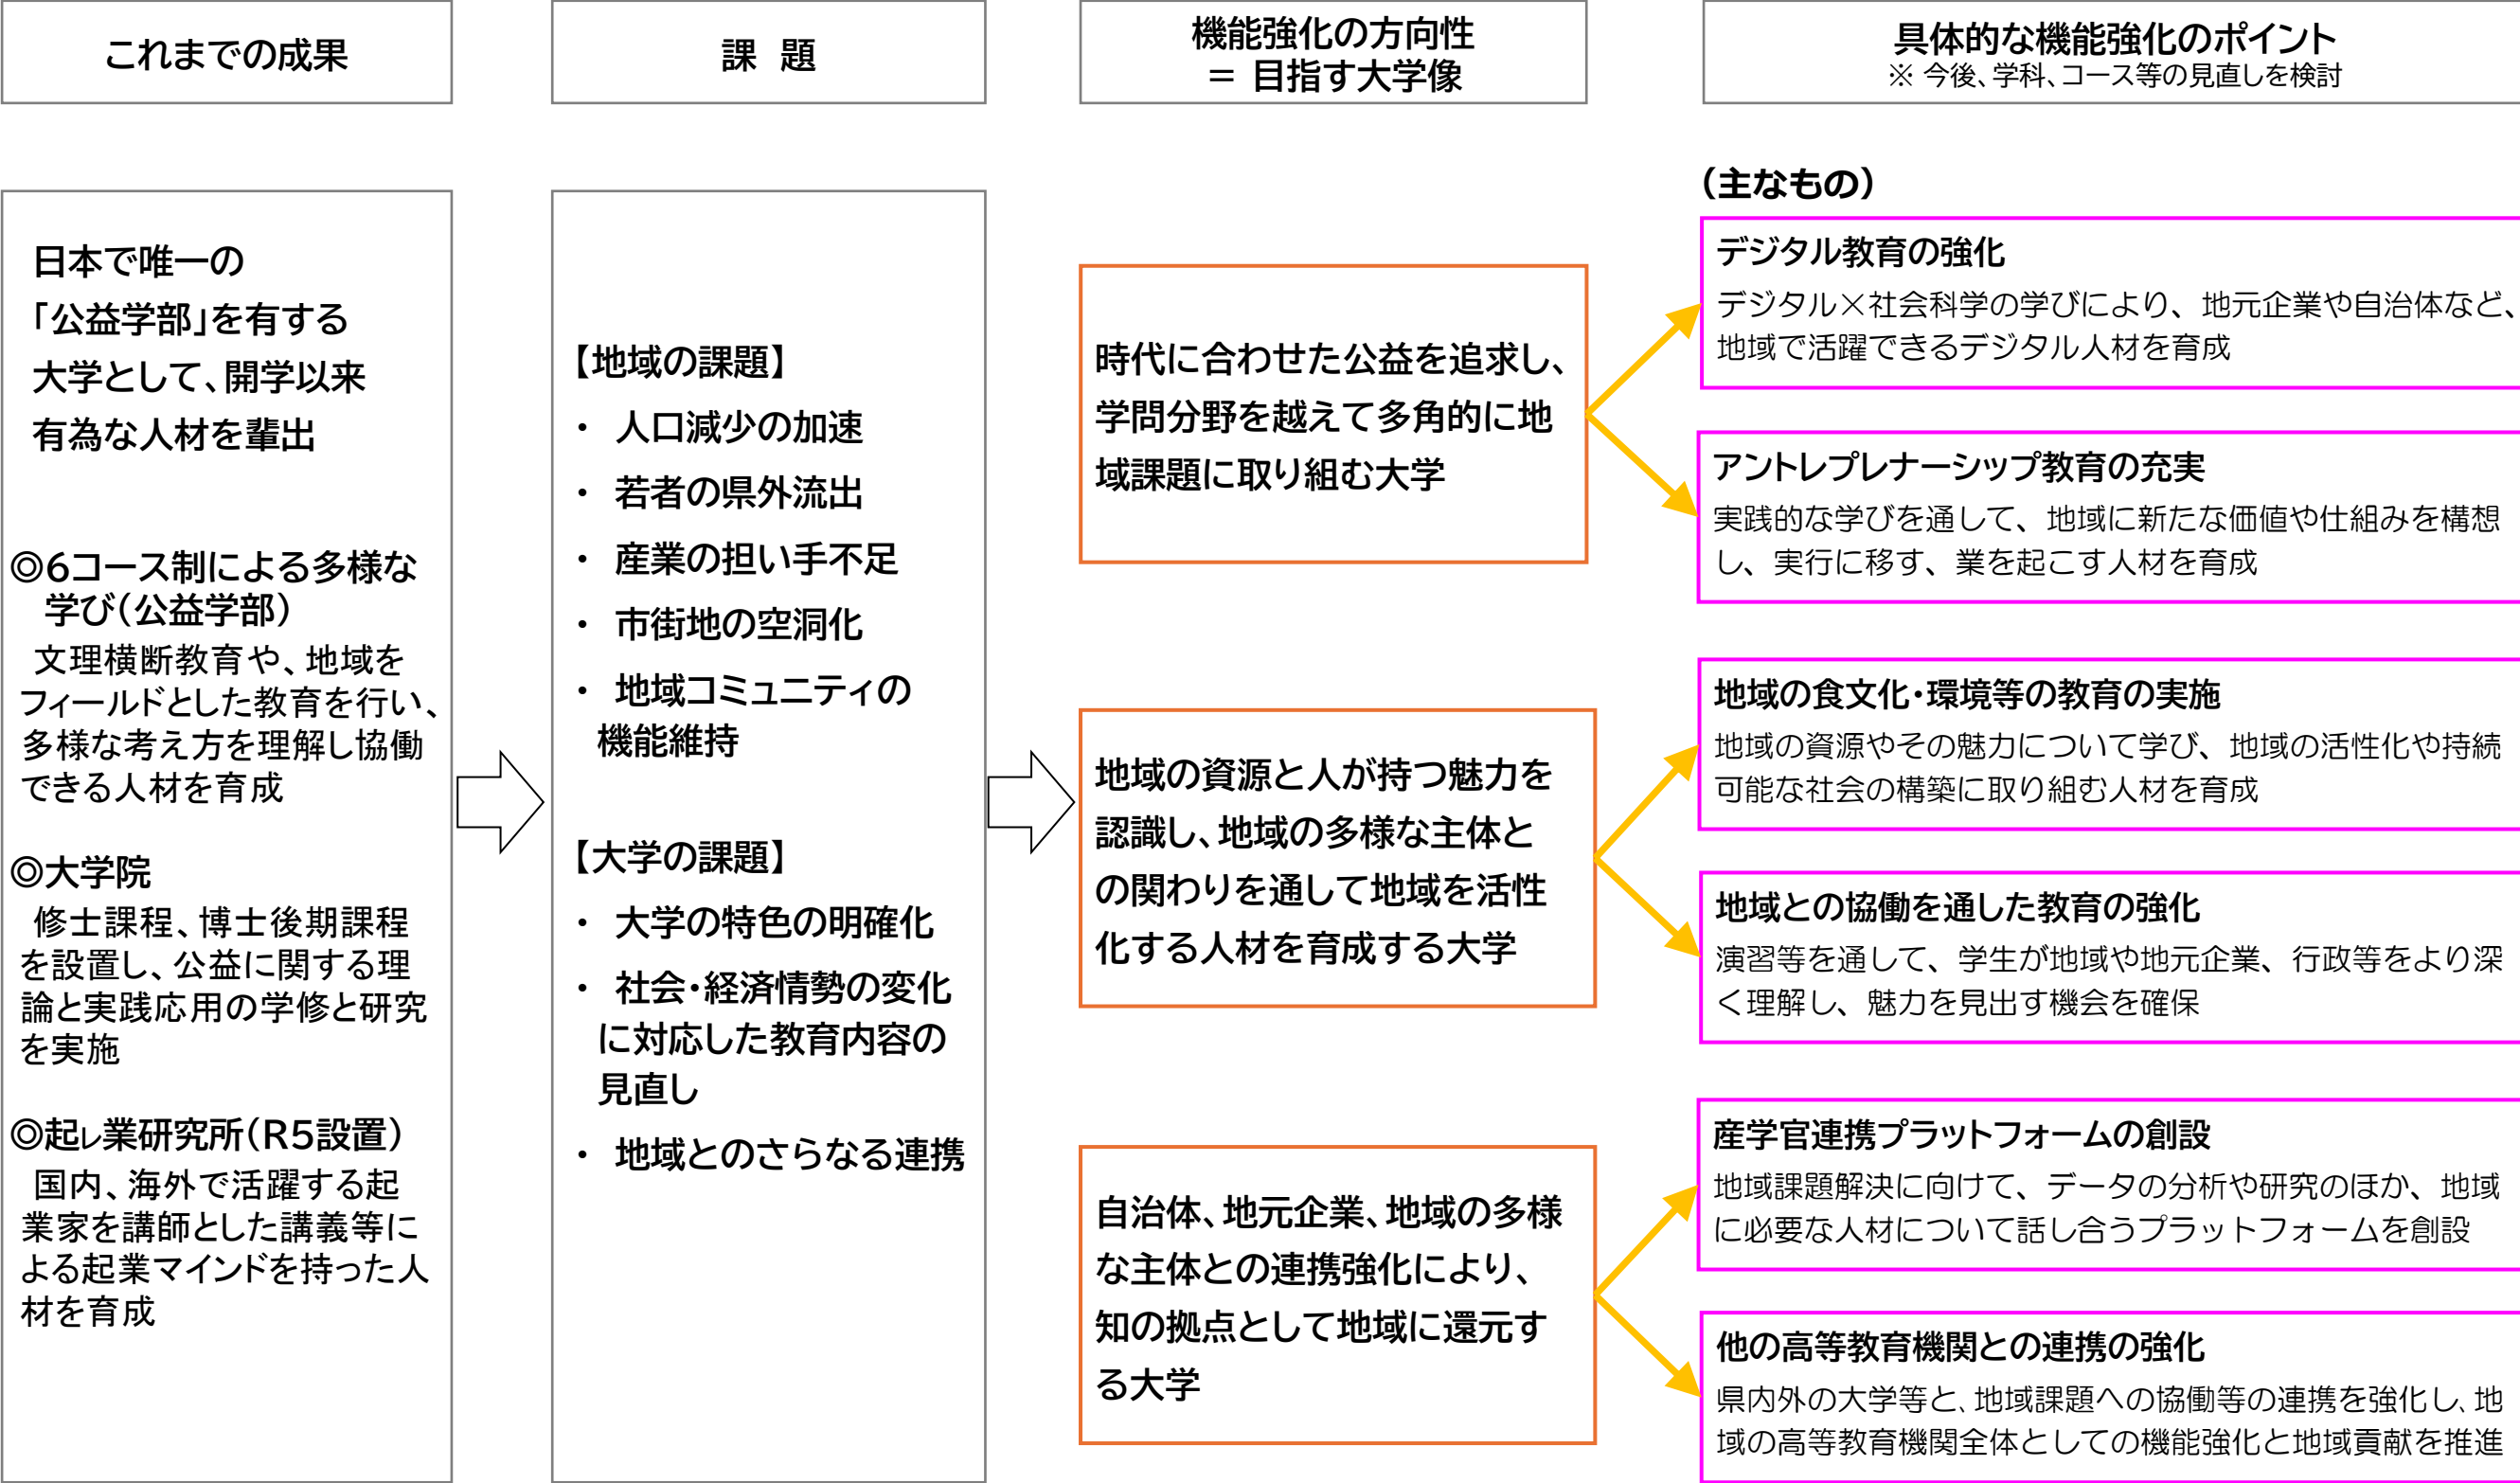 これまでの成果
課 題
機能強化の方向性
= 目指す大学像
具体的な機能強化のポイント
※ 今後、学科、コース等の見直しを検討
日本で唯一の
「公益学部」を有する
大学として、開学以来
有為な人材を輩出
◎6コース制による多様な
学び(公益学部)
文理横断教育や、地域を
フィールドとした教育を行い、
多様な考え方を理解し協働
できる人材を育成
◎大学院
修士課程、博士後期課程
を設置し、公益に関する理
論と実践応用の学修と研究
を実施
◎起レ業研究所(R5設置)
国内、海外で活躍する起
業家を講師とした講義等に
よる起業マインドを持った人
材を育成
【地域の課題】
・ 人口減少の加速
・ 若者の県外流出
・ 産業の担い手不足
・ 市街地の空洞化
・ 地域コミュニティの
機能維持
【大学の課題】
・ 大学の特色の明確化
・ 社会・経済情勢の変化
に対応した教育内容の
見直し
・ 地域とのさらなる連携
時代に合わせた公益を追求し、
学問分野を越えて多角的に地
域課題に取り組む大学
地域の資源と人が持つ魅力を
認識し、地域の多様な主体と
の関わりを通して地域を活性
化する人材を育成する大学
自治体、地元企業、地域の多様
な主体との連携強化により、
知の拠点として地域に還元す
る大学
(主なもの)
デジタル教育の強化
デジタル×社会科学の学びにより、地元企業や自治体など、
地域で活躍できるデジタル人材を育成
アントレプレナーシップ教育の充実
実践的な学びを通して、地域に新たな価値や仕組みを構想
し、実行に移す、業を起こす人材を育成
地域の食文化・環境等の教育の実施
地域の資源やその魅力について学び、地域の活性化や持続
可能な社会の構築に取り組む人材を育成
地域との協働を通した教育の強化
演習等を通して、学生が地域や地元企業、行政等をより深
く理解し、魅力を見出す機会を確保
産学官連携プラットフォームの創設
地域課題解決に向けて、データの分析や研究のほか、地域
に必要な人材について話し合うプラットフォームを創設
他の高等教育機関との連携の強化
県内外の大学等と、地域課題への協働等の連携を強化し、地
域の高等教育機関全体としての機能強化と地域貢献を推進